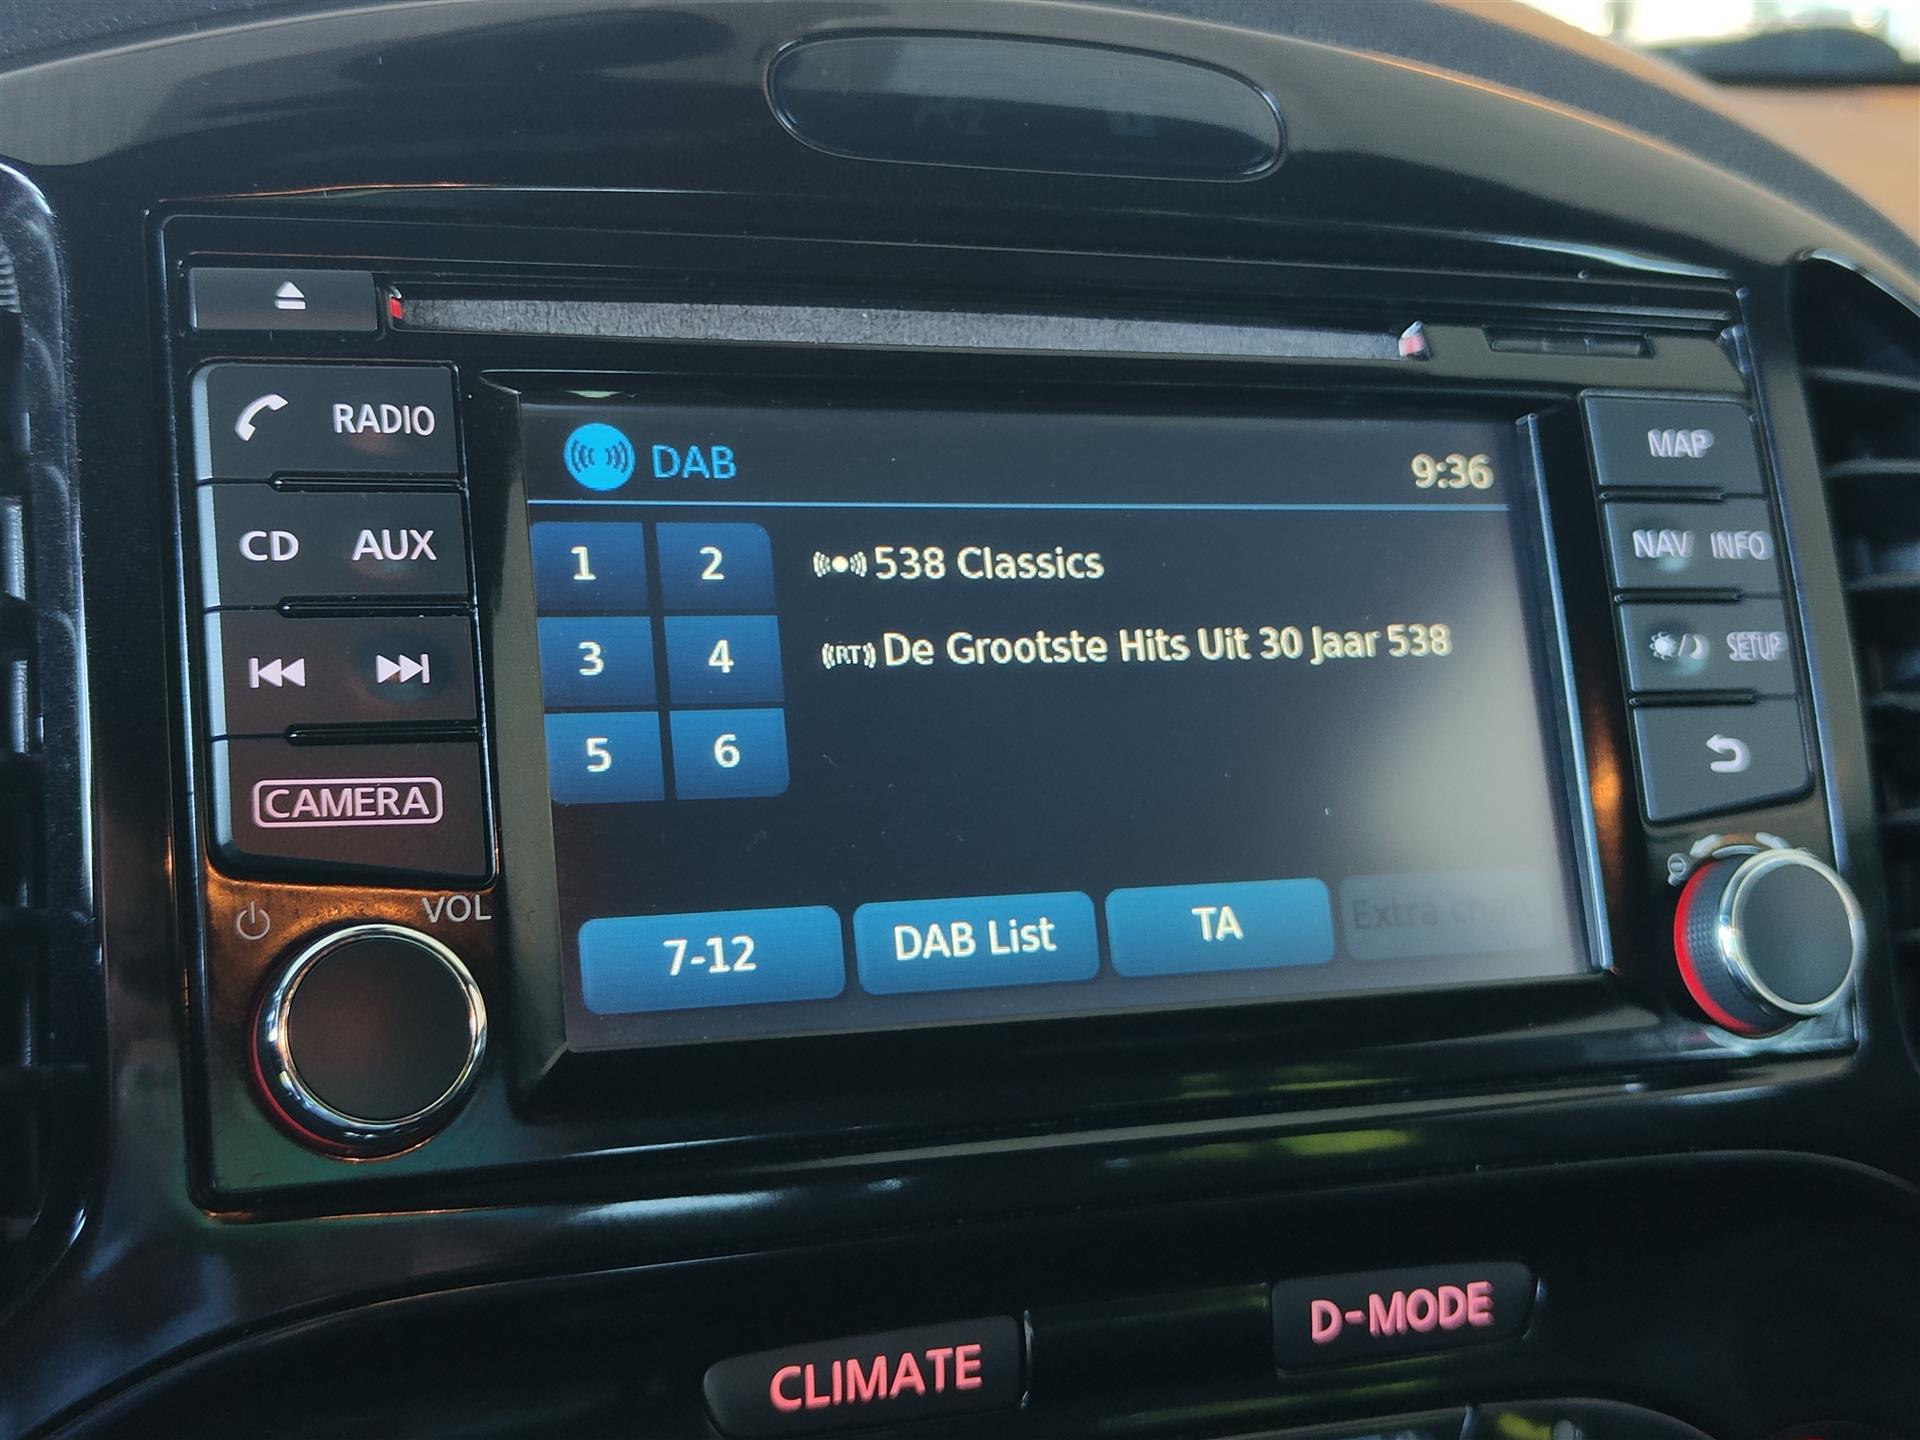 RADIO
CD AUX
CAMERA
VOL
DAB
9:36
1 2
3 4
5 6
538 Classics
RT De Grootste Hits Uit 30 Jaar 538
7-12
DAB List
TA
Extra
MAP
NAV INFO
SETUP
CLIMATE
D-MODE